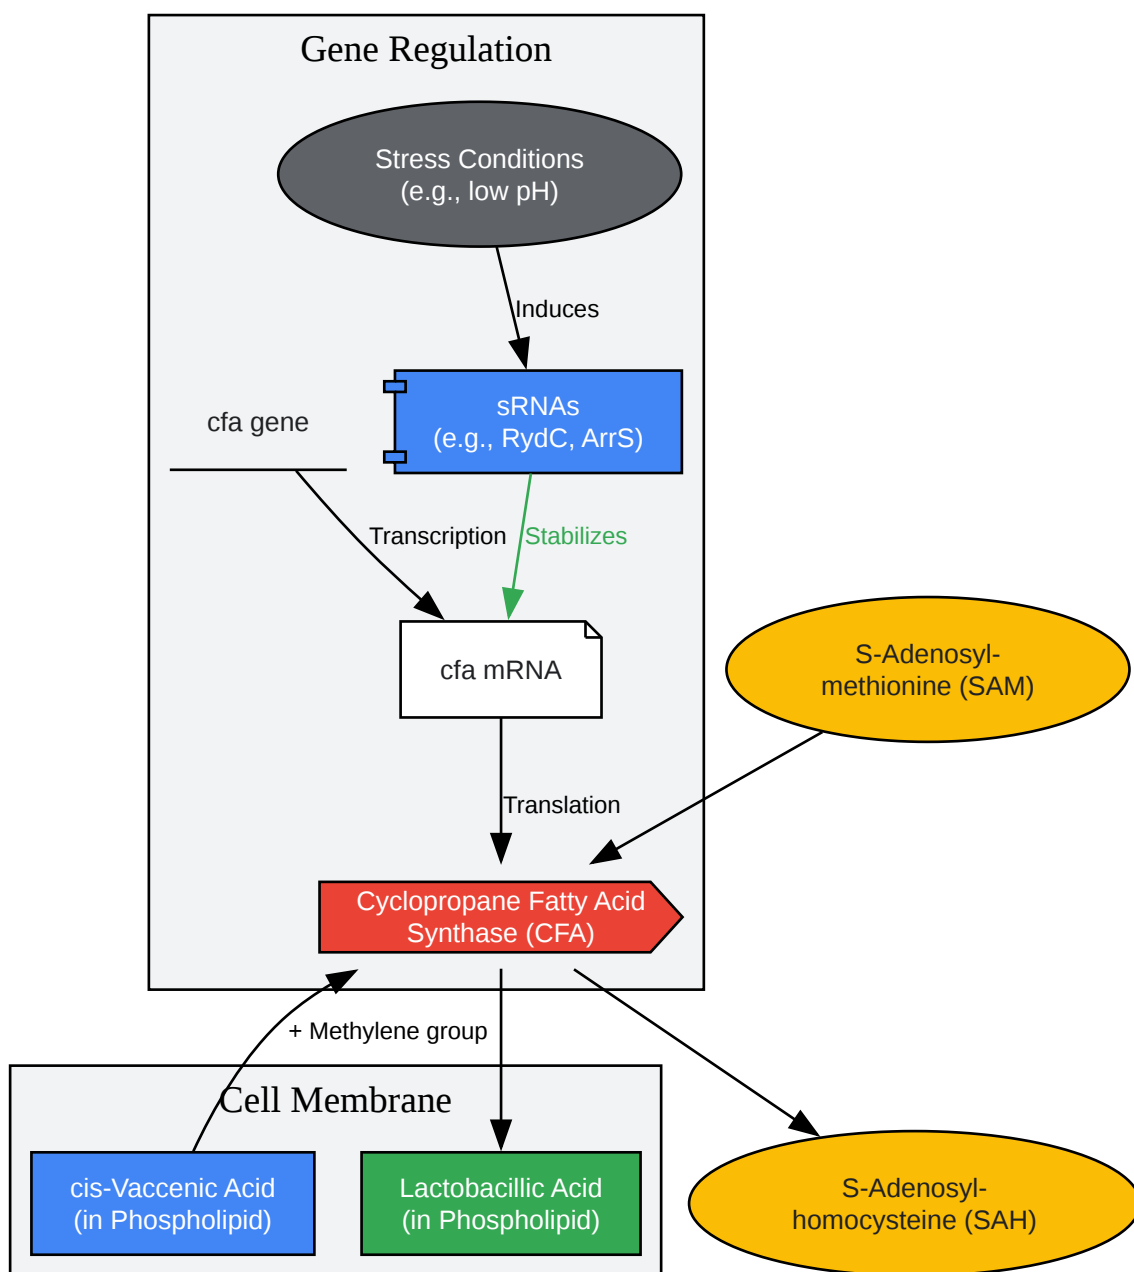 Gene Regulation
Stress Conditions
(e.g., low pH)
Induces
sRNAs
(e.g., RydC, ArrS)
cfa gene
Transcription
Stabilizes
cfa mRNA
S-Adenosyl-
methionine (SAM)
Translation
Cyclopropane Fatty Acid
Synthase (CFA)
+ Methylene group
Cell Membrane
cis-Vaccenic Acid
(in Phospholipid)
Lactobacillic Acid
(in Phospholipid)
S-Adenosyl-
homocysteine (SAH)